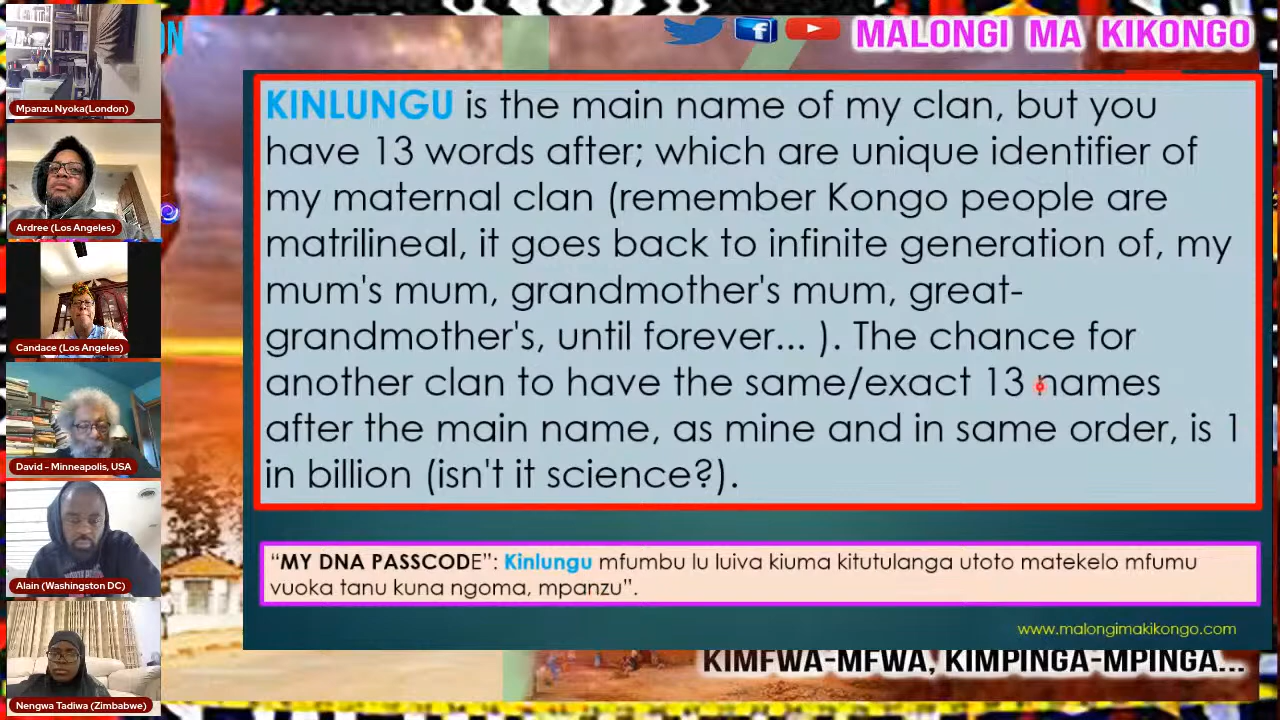 ON
MALONGI MA KIKONGO
KINLUNGU is the main name of my clan, but you
have 13 words after; which are unique identifier of
my maternal clan (remember Kongo people are
matrilineal, it goes back to infinite generation of, my
mum's mum, grandmother's mum, great-
grandmother's, until forever... ). The chance for
another clan to have the same/exact 13 names
after the main name, as mine and in same order, is 1
in billion (isn't it science?).
“MY DNA PASSCODE”: Kinlungu mfumbu lu luiva kiuma kitutulanga utoto matekelo mfumu
vuoka tanu kuna ngoma, mpanzu”.
www.malongimakikongo.com
KIMFWA-MFWA, KIMPINGA-MPINGA...
Mpanzu Nyoka(London)
Ardree (Los Angeles)
Candace (Los Angeles)
David - Minneapolis, USA
Alain (Washingston DC)
Nengwa Tadiwa (Zimbabwe)